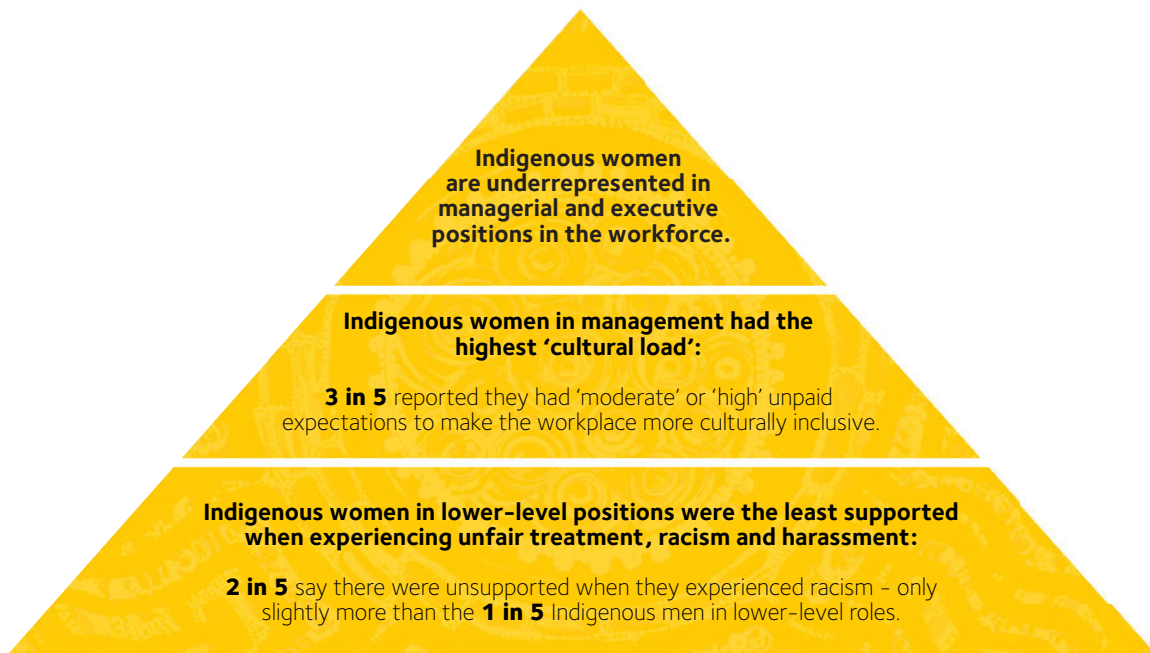 Indigenous women
are underrepresented in
managerial and executive
positions in the workforce.
Indigenous women in management had the
highest ‘cultural load’:
3 in 5 reported they had ‘moderate’ or ‘high’ unpaid
expectations to make the workplace more culturally inclusive.
Indigenous women in lower-level positions were the least supported
when experiencing unfair treatment, racism and harassment:
2 in 5 say there were unsupported when they experienced racism – only
slightly more than the 1 in 5 Indigenous men in lower-level roles.